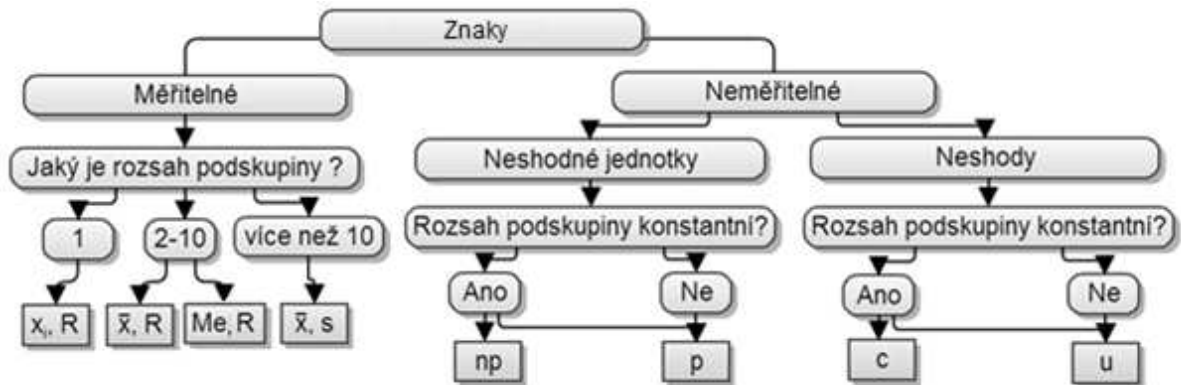 Znaky
Měřitelné
Neměřitelné
Jaký je rozsah podskupiny ?
Neshodné jednotky
Neshody
1
2-10
více než 10
Rozsah podskupiny konstantní?
Rozsah podskupiny konstantní?
Ano
Ne
Ano
Ne
xᵢ, R
x̄, R
Me, R
x̄, s
np
p
c
u